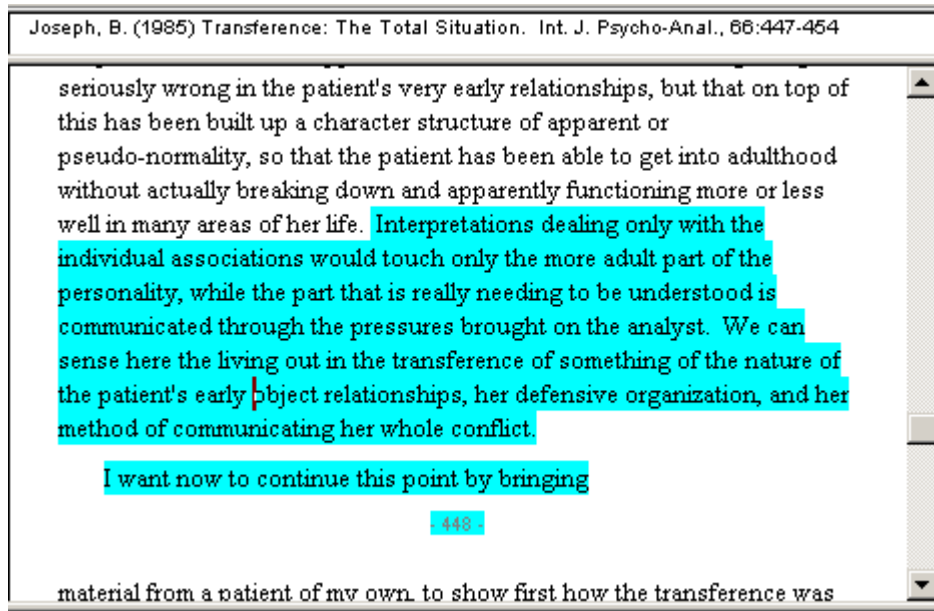 Joseph, B. (1985) Transference: The Total Situation. Int. J. Psycho-Anal., 66:447-454
seriously wrong in the patient's very early relationships, but that on top of
this has been built up a character structure of apparent or
pseudo-normality, so that the patient has been able to get into adulthood
without actually breaking down and apparently functioning more or less
well in many areas of her life. Interpretations dealing only with the
individual associations would touch only the more adult part of the
personality, while the part that is really needing to be understood is
communicated through the pressures brought on the analyst. We can
sense here the living out in the transference of something of the nature of
the patient's early object relationships, her defensive organization, and her
method of communicating her whole conflict.
I want now to continue this point by bringing
- 448 -
material from a patient of my own, to show first how the transference was